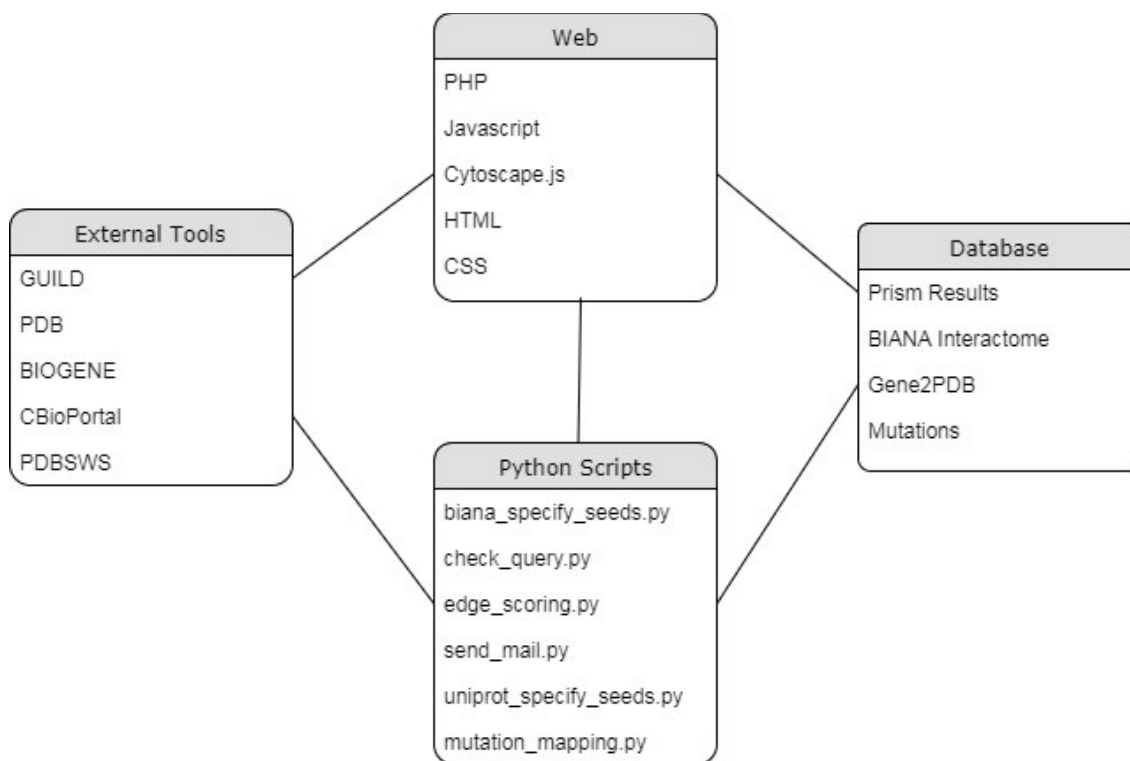 Web
PHP
Javascript
Cytoscape.js
HTML
CSS
External Tools
GUILD
PDB
BIOGENE
CBioPortal
PDBSWS
Database
Prism Results
BIANA Interactome
Gene2PDB
Mutations
Python Scripts
biana_specify_seeds.py
check_query.py
edge_scoring.py
send_mail.py
uniprot_specify_seeds.py
mutation_mapping.py